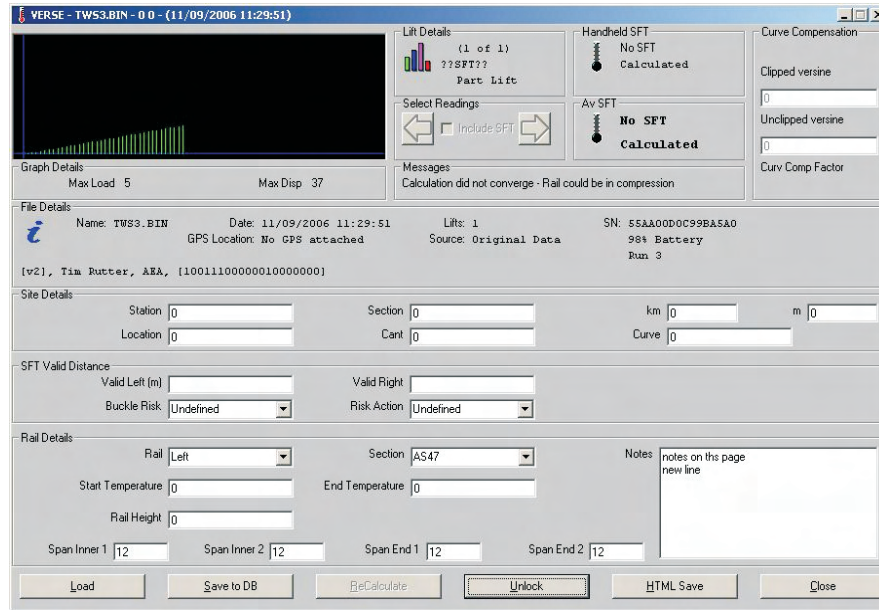 VERSE - TWS3.BIN - 0 0 - (11/09/2006 11:29:51)
Lift Details
(1 of 1)
??SFT??
Part Lift
Handheld SFT
No SFT
Calculated
Curve Compensation
Clipped versine
0
Unclipped versine
0
Curv Comp Factor
Select Readings
Include SFT
Av SFT
No SFT
Calculated
Graph Details
Max Load 5 Max Disp 37
Messages
Calculation did not converge - Rail could be in compression
File Details
Name: TWS3.BIN Date: 11/09/2006 11:29:51 Lifts: 1 SN: 55AA00D0C99BA5A0
GPS Location: No GPS attached Source: Original Data 98% Battery
Run 3
[v2], Tim Rutter, AEA, [10011100000010000000]
Site Details
Station 0 Section 0 km 0 m 0
Location 0 Cant 0 Curve 0
SFT Valid Distance
Valid Left (m) Valid Right
Buckle Risk Undefined Risk Action Undefined
Rail Details
Rail Left Section AS47 Notes notes on ths page
new line
Start Temperature 0 End Temperature 0
Rail Height 0
Span Inner 1 12 Span Inner 2 12 Span End 1 12 Span End 2 12
Load Save to DB ReCalculate Unlock HTML Save Close